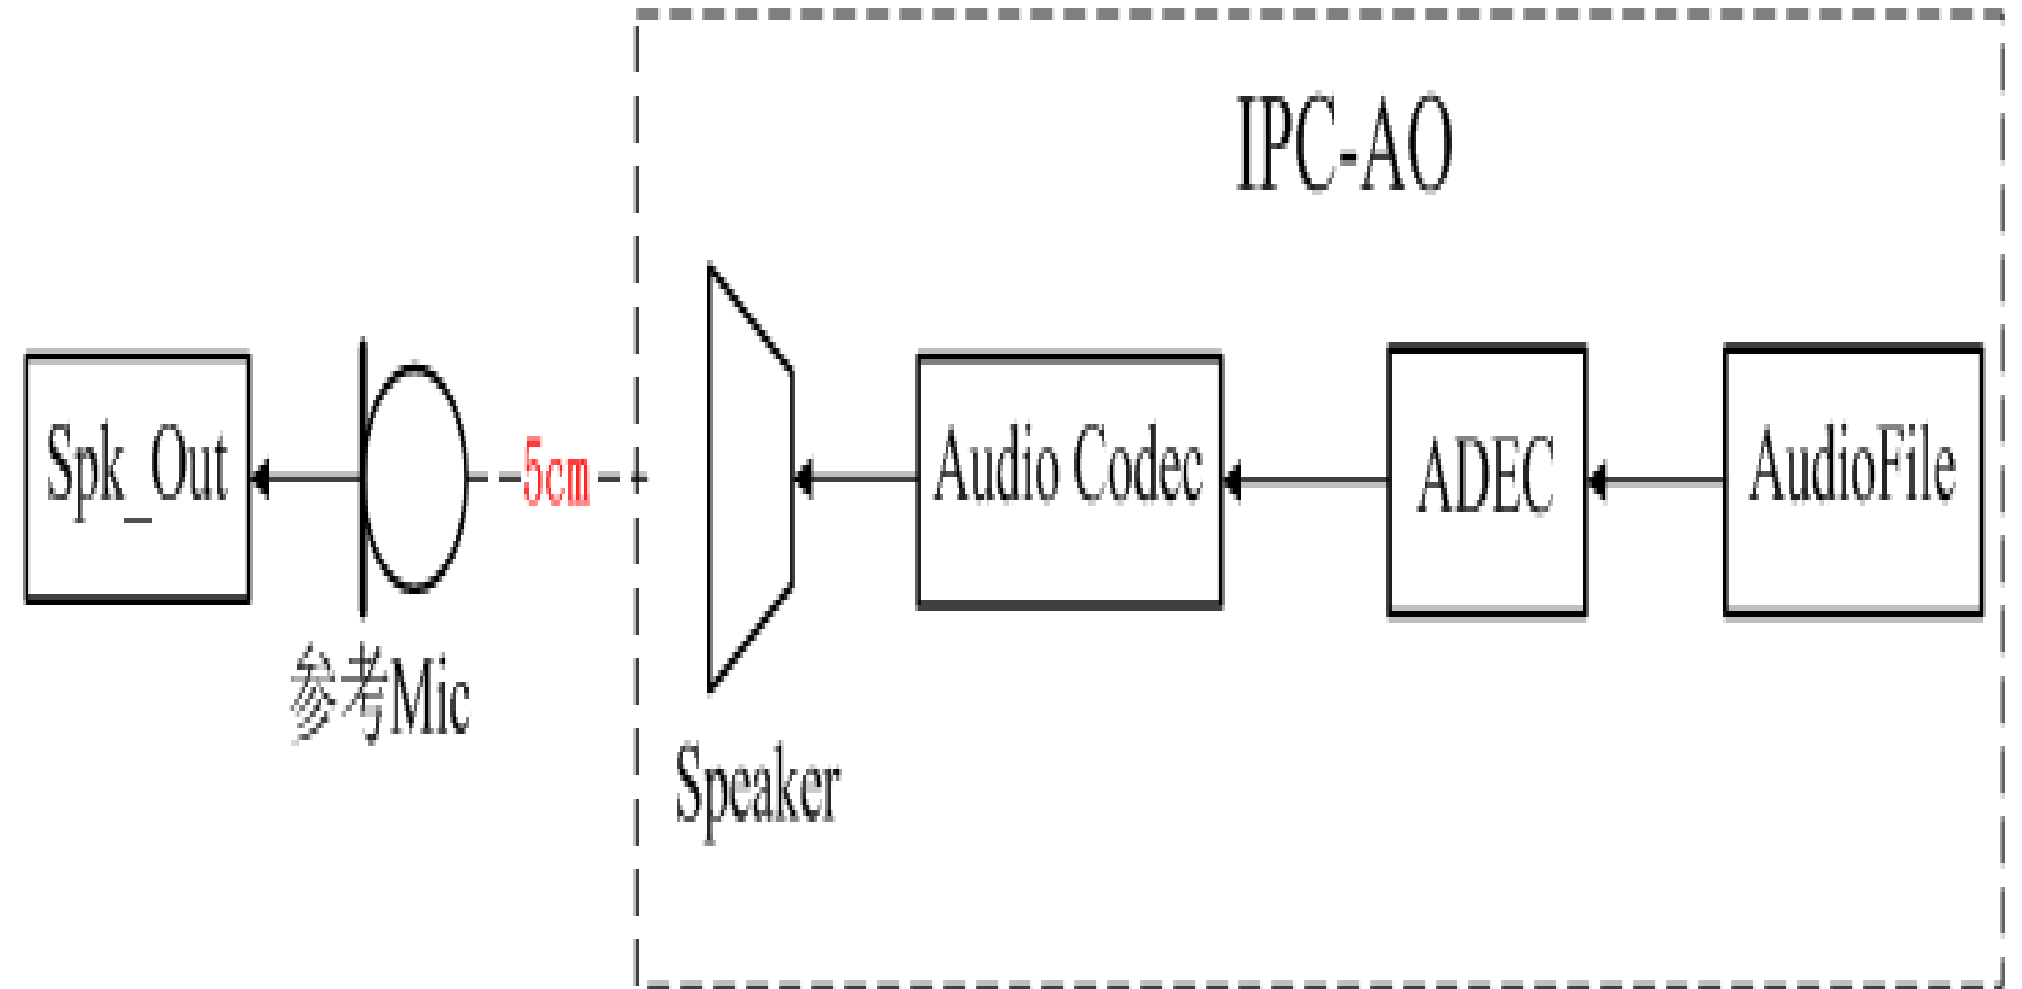 IPC-AO
Spk_Out
5cm
Audio Codec
ADEC
AudioFile
参考Mic
Speaker